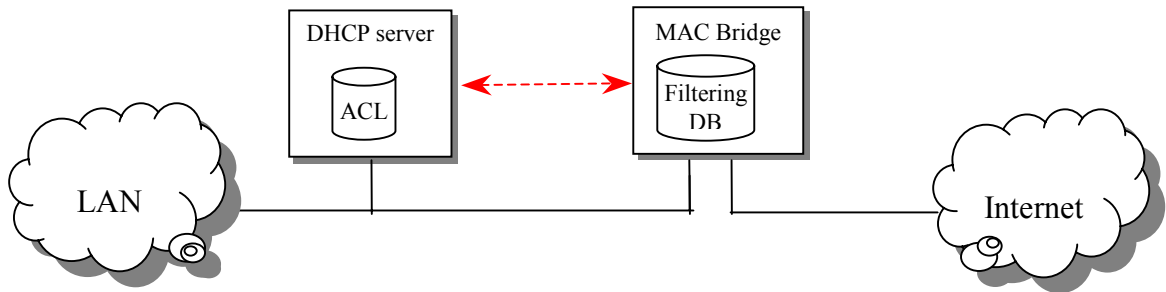 DHCP server
ACL
MAC Bridge
Filtering
DB
LAN
Internet